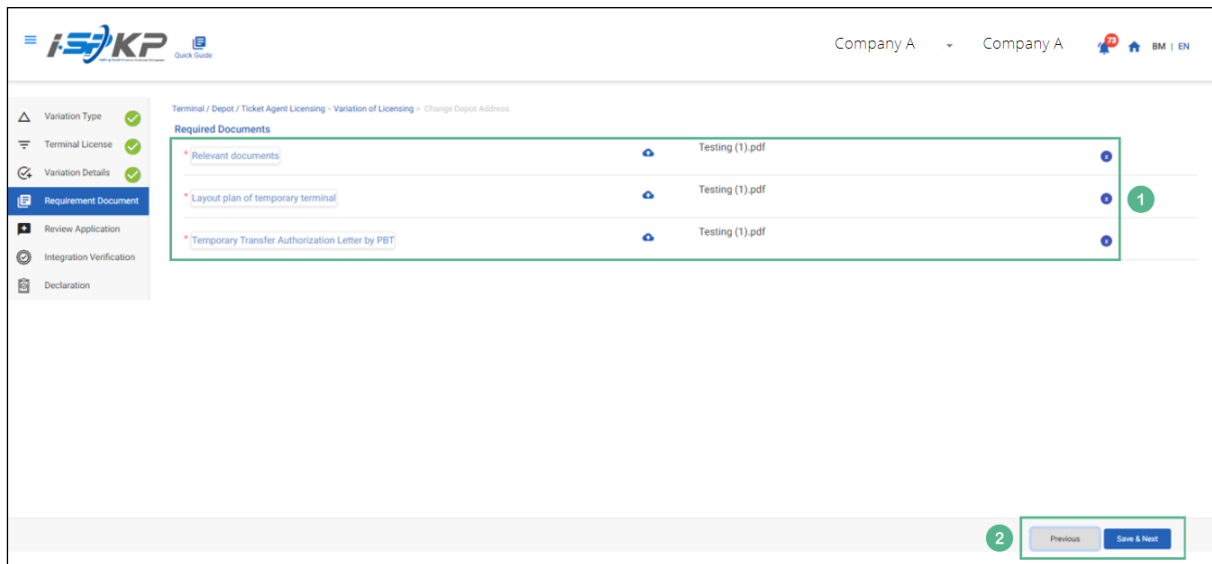 i-SPKP
Quick Guide
Company A
Company A
73
BM | EN
Variation Type
Terminal License
Variation Details
Requirement Document
Review Application
Integration Verification
Declaration
Terminal / Depot / Ticket Agent Licensing > Variation of Licensing > Change Depot Address
Required Documents
* Relevant documents
Testing (1).pdf
x
* Layout plan of temporary terminal
Testing (1).pdf
x
* Temporary Transfer Authorization Letter by PBT
Testing (1).pdf
x
1
2
Previous
Save & Next